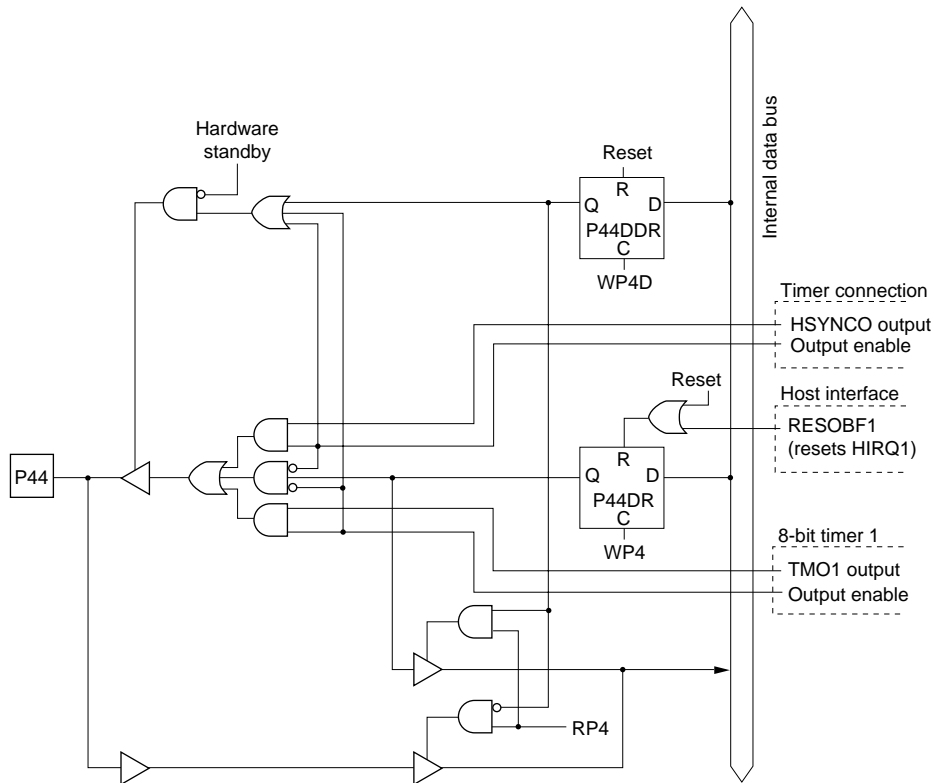 Hardware
standby
Reset
R
Q
D
P44DDR
C
WP4D
Internal data bus
Timer connection
HSYNCO output
Output enable
Reset
Host interface
RESOBF1
(resets HIRQ1)
R
P44
Q
D
P44DR
C
WP4
8-bit timer 1
TMO1 output
Output enable
RP4